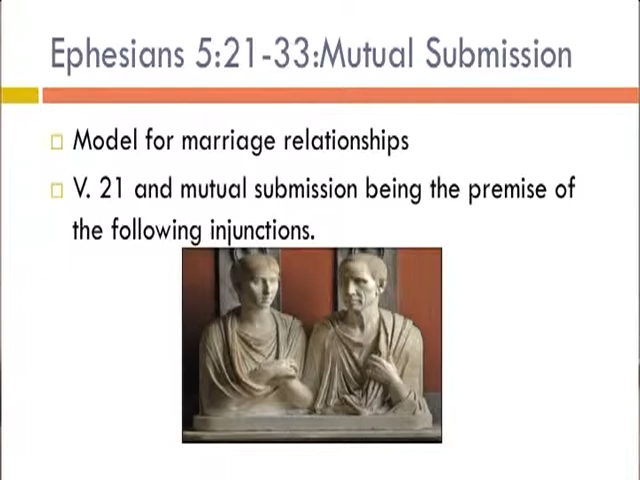 Ephesians 5:21-33:Mutual Submission
Model for marriage relationships
V. 21 and mutual submission being the premise of
the following injunctions.